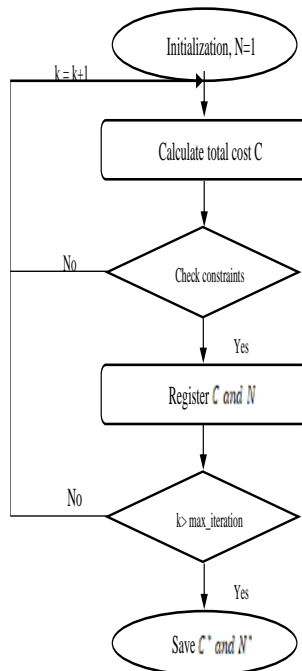 Initialization, N=1
k = k+1
Calculate total cost C
No
Check constraints
Yes
Register C and N
No
k> max_iteration
Yes
Save C* and N*